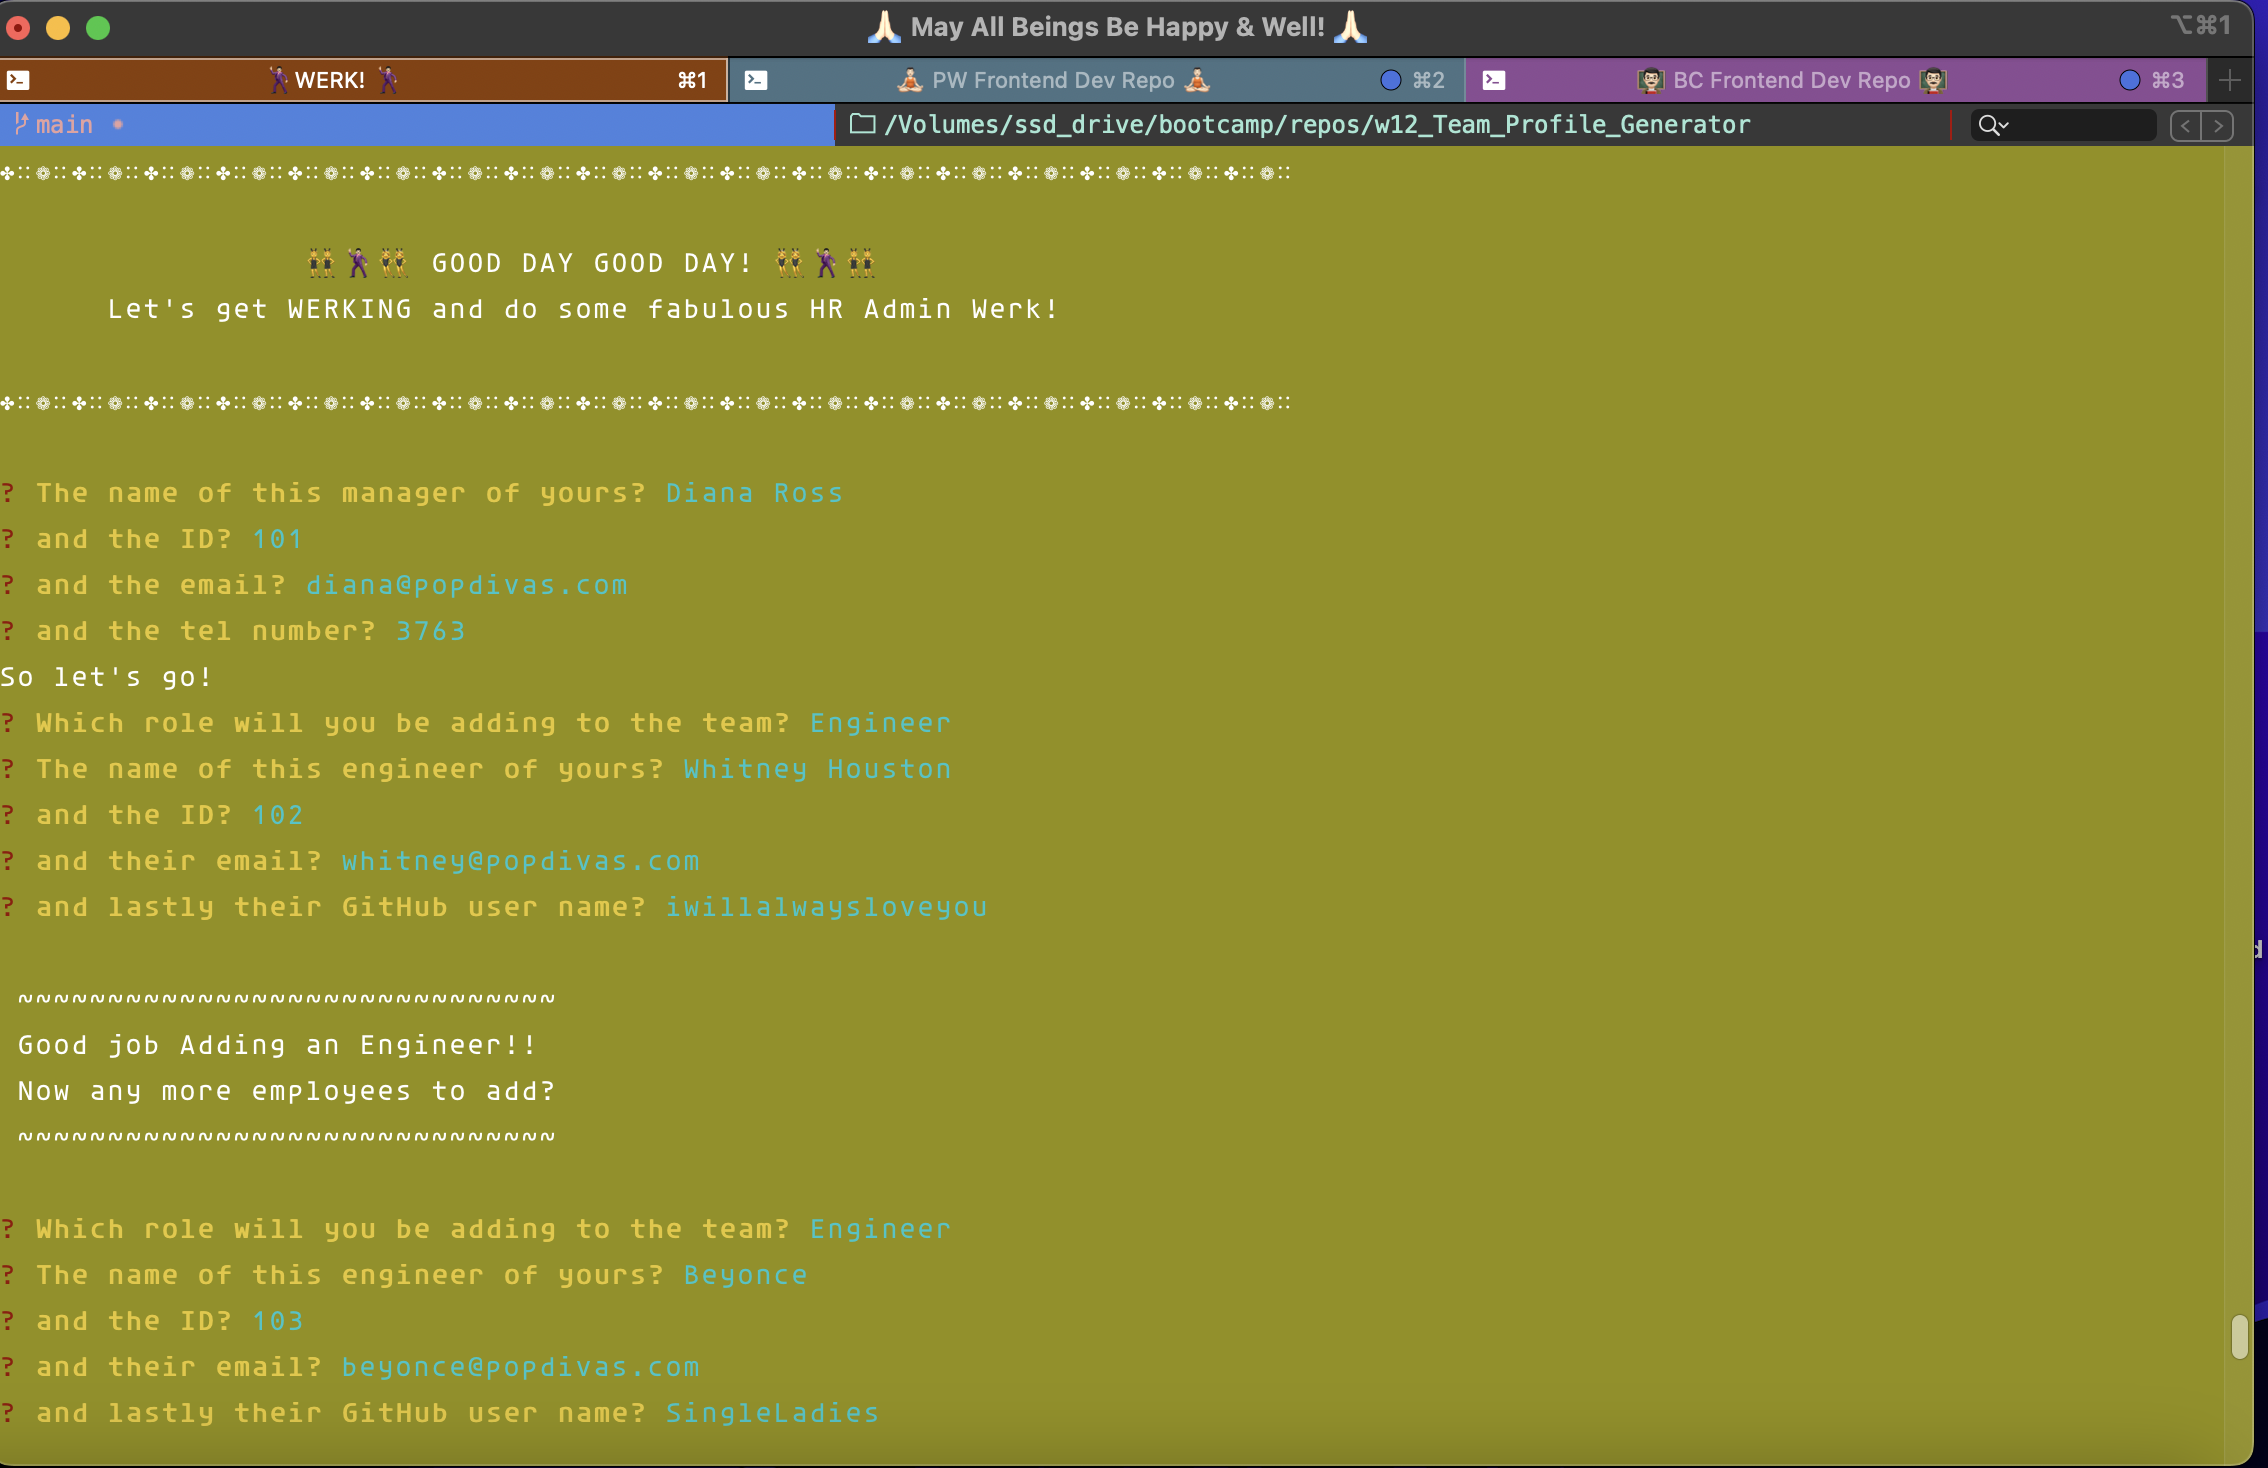 🙏🏻 May All Beings Be Happy & Well! 🙏🏻 ⌥⌘1
🕺🏽WERK! 🕺🏽 ⌘1
PW Frontend Dev Repo ⌘2
BC Frontend Dev Repo ⌘3
main
/Volumes/ssd_drive/bootcamp/repos/w12_Team_Profile_Generator
GOOD DAY GOOD DAY!
Let's get WERKING and do some fabulous HR Admin Werk!
? The name of this manager of yours? Diana Ross
? and the ID? 101
? and the email? diana@popdivas.com
? and the tel number? 3763
So let's go!
? Which role will you be adding to the team? Engineer
? The name of this engineer of yours? Whitney Houston
? and the ID? 102
? and their email? whitney@popdivas.com
? and lastly their GitHub user name? iwillalwaysloveyou
~~~~~~~~~~~~~~~~~~~~~~~~~~~~~~
Good job Adding an Engineer!!
Now any more employees to add?
~~~~~~~~~~~~~~~~~~~~~~~~~~~~~~
? Which role will you be adding to the team? Engineer
? The name of this engineer of yours? Beyonce
? and the ID? 103
? and their email? beyonce@popdivas.com
? and lastly their GitHub user name? SingleLadies